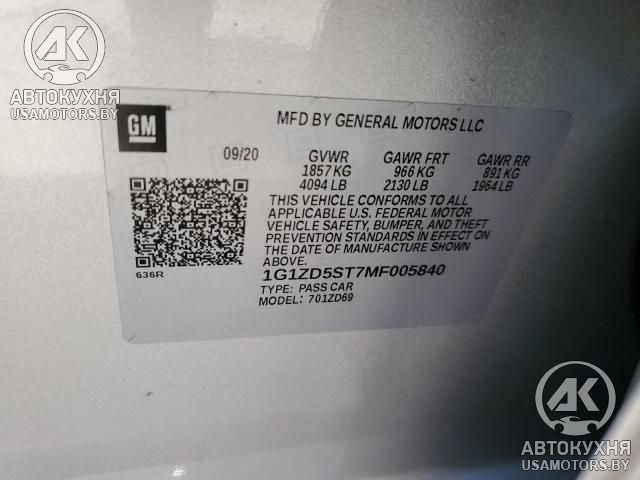 AK
АВТОКУХНЯ
USAMOTORS.BY
GM
MFD BY GENERAL MOTORS LLC
09/20 GVWR GAWR FRT GAWR RR
1857 KG 966 KG 891 KG
4094 LB 2130 LB 1964 LB
THIS VEHICLE CONFORMS TO ALL
APPLICABLE U.S. FEDERAL MOTOR
VEHICLE SAFETY, BUMPER, AND THEFT
PREVENTION STANDARDS IN EFFECT ON
THE DATE OF MANUFACTURE SHOWN
ABOVE.
636R
1G1ZD5ST7MF005840
TYPE: PASS CAR
MODEL: 701ZD69
AK
АВТОКУХНЯ
USAMOTORS.BY